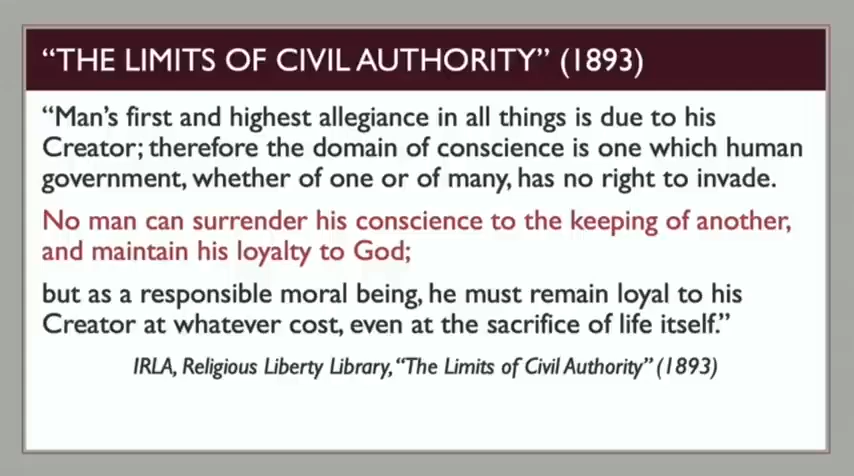 “THE LIMITS OF CIVIL AUTHORITY” (1893)
“Man’s first and highest allegiance in all things is due to his
Creator; therefore the domain of conscience is one which human
government, whether of one or of many, has no right to invade.
No man can surrender his conscience to the keeping of another,
and maintain his loyalty to God;
but as a responsible moral being, he must remain loyal to his
Creator at whatever cost, even at the sacrifice of life itself.”
IRLA, Religious Liberty Library, “The Limits of Civil Authority” (1893)